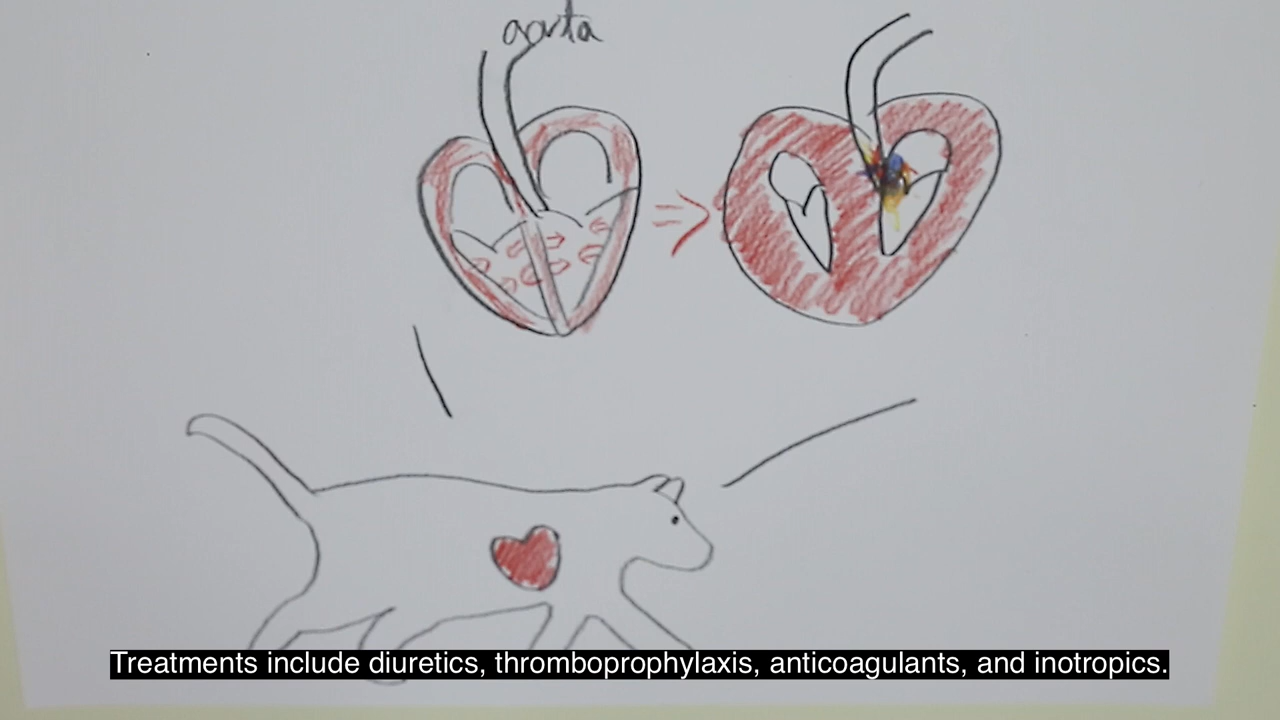 aorta
Treatments include diuretics, thromboprophylaxis, anticoagulants, and inotropics.